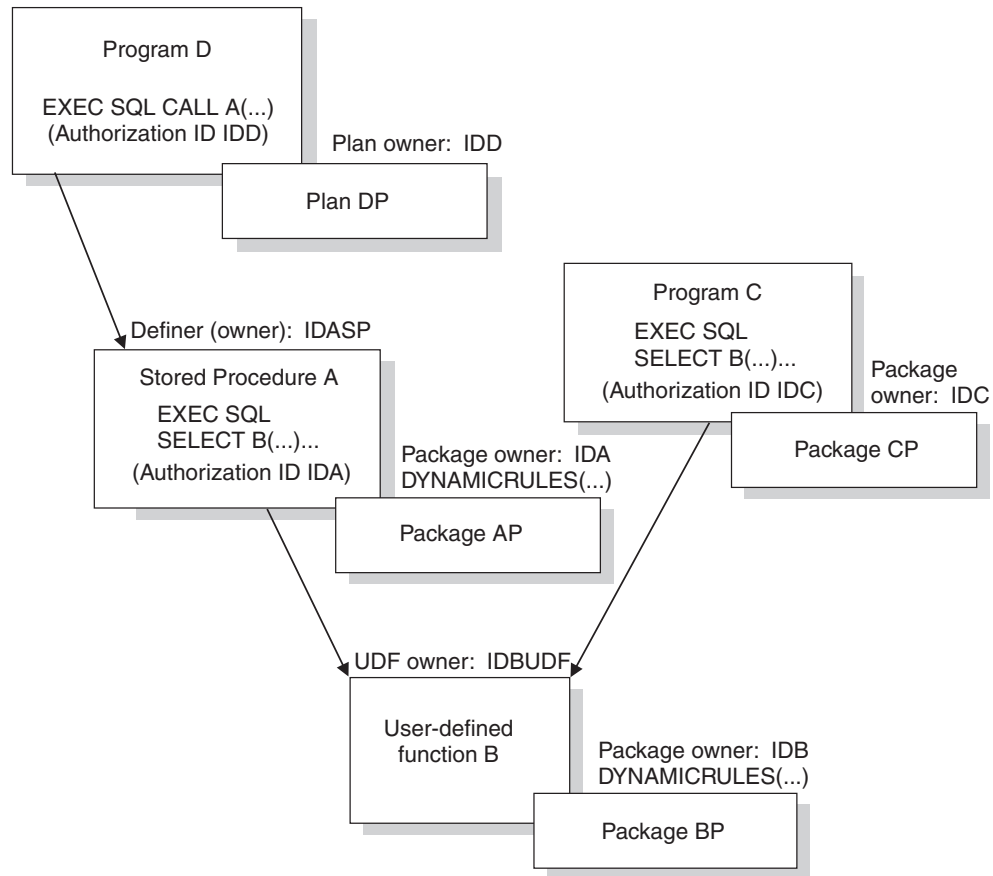 Program D
EXEC SQL CALL A(...)
(Authorization ID IDD)
Plan owner: IDD
Plan DP
Program C
EXEC SQL
SELECT B(...)...
(Authorization ID IDC)
Package
owner: IDC
Package CP
Definer (owner): IDASP
Stored Procedure A
EXEC SQL
SELECT B(...)...
(Authorization ID IDA)
Package owner: IDA
DYNAMICRULES(...)
Package AP
UDF owner: IDBUDF
User-defined
function B
Package owner: IDB
DYNAMICRULES(...)
Package BP